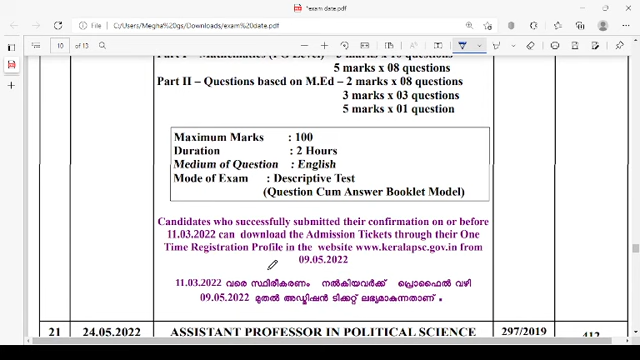 *exam date.pdf
File
C:/Users/Megha%20gs/Downloads/exam%20date.pdf
10 of 13
5 marks x 08 questions
Part II – Questions based on M.Ed – 2 marks x 08 questions
3 marks x 03 questions
5 marks x 01 question
Maximum Marks : 100
Duration : 2 Hours
Medium of Question : English
Mode of Exam : Descriptive Test
(Question Cum Answer Booklet Model)
Candidates who successfully submitted their confirmation on or before
11.03.2022 can download the Admission Tickets through their One
Time Registration Profile in the website www.keralapsc.gov.in from
09.05.2022
11.03.2022 വരെ സ്ഥിരീകരണം നൽകിയവർക്ക് പ്രൊഫൈൽ വഴി
09.05.2022 മുതൽ അഡ്മിഷൻ ടിക്കറ്റ് ലഭ്യമാകുന്നതാണ്.
21 24.05.2022 ASSISTANT PROFESSOR IN POLITICAL SCIENCE 297/2019 412